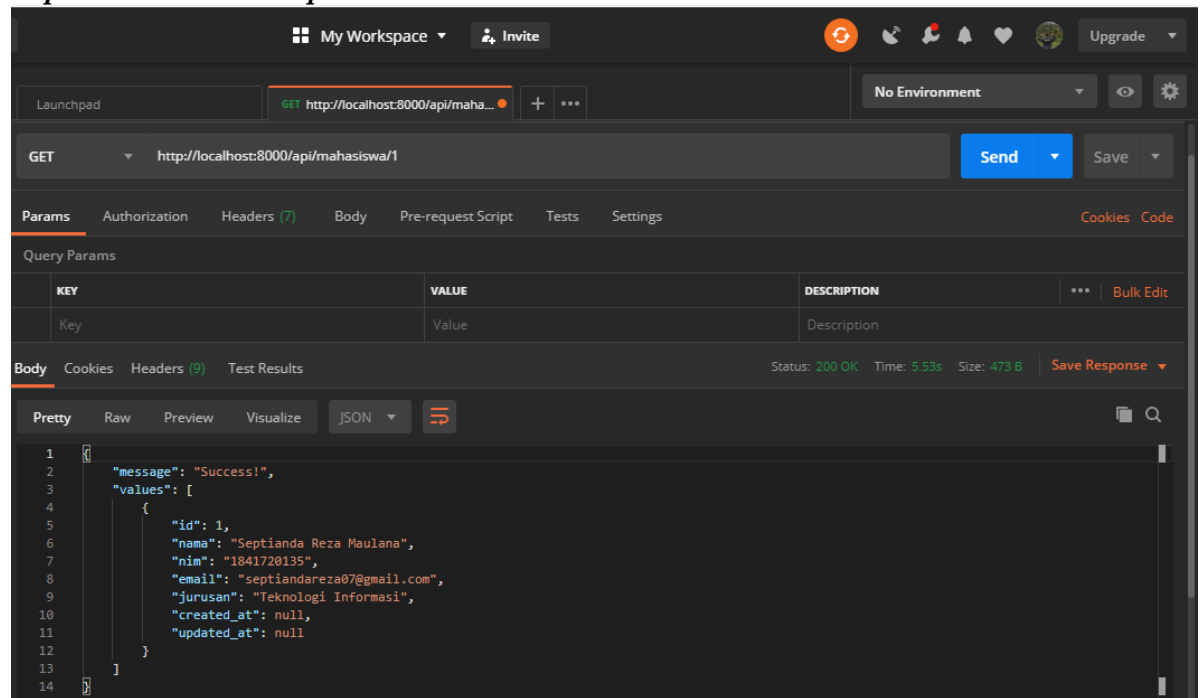 My Workspace Invite Upgrade
Launchpad GET http://localhost:8000/api/maha... + ••• No Environment
GET http://localhost:8000/api/mahasiswa/1 Send Save
Params Authorization Headers (7) Body Pre-request Script Tests Settings Cookies Code
Query Params
KEY VALUE DESCRIPTION ••• Bulk Edit
Key Value Description
Body Cookies Headers (9) Test Results Status: 200 OK Time: 5.53s Size: 473 B Save Response
Pretty Raw Preview Visualize JSON
1 {
2 "message": "Success!",
3 "values": [
4 {
5 "id": 1,
6 "nama": "Septianda Reza Maulana",
7 "nim": "1841720135",
8 "email": "septiandareza07@gmail.com",
9 "jurusan": "Teknologi Informasi",
10 "created_at": null,
11 "updated_at": null
12 }
13 ]
14 }